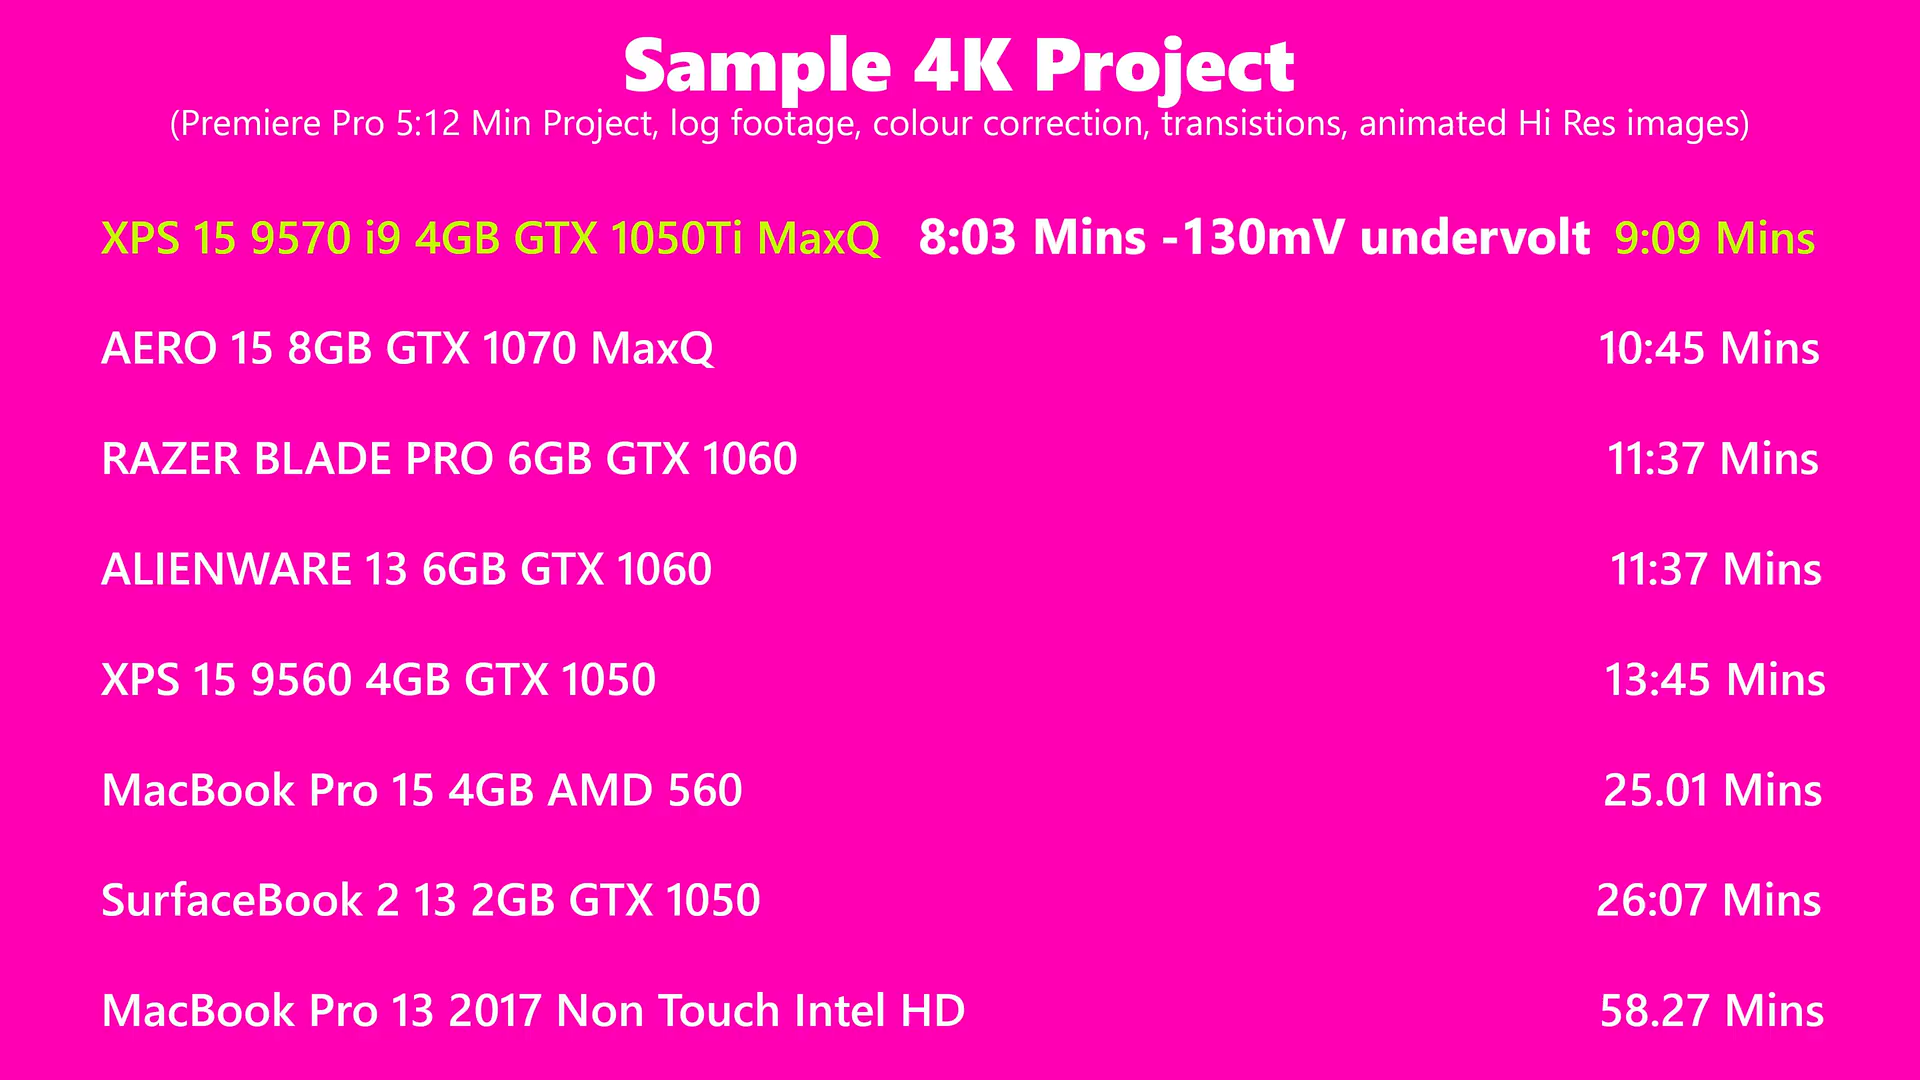 Sample 4K Project
(Premiere Pro 5:12 Min Project, log footage, colour correction, transistions, animated Hi Res images)
XPS 15 9570 i9 4GB GTX 1050Ti MaxQ 8:03 Mins -130mV undervolt 9:09 Mins
AERO 15 8GB GTX 1070 MaxQ 10:45 Mins
RAZER BLADE PRO 6GB GTX 1060 11:37 Mins
ALIENWARE 13 6GB GTX 1060 11:37 Mins
XPS 15 9560 4GB GTX 1050 13:45 Mins
MacBook Pro 15 4GB AMD 560 25.01 Mins
SurfaceBook 2 13 2GB GTX 1050 26:07 Mins
MacBook Pro 13 2017 Non Touch Intel HD 58.27 Mins